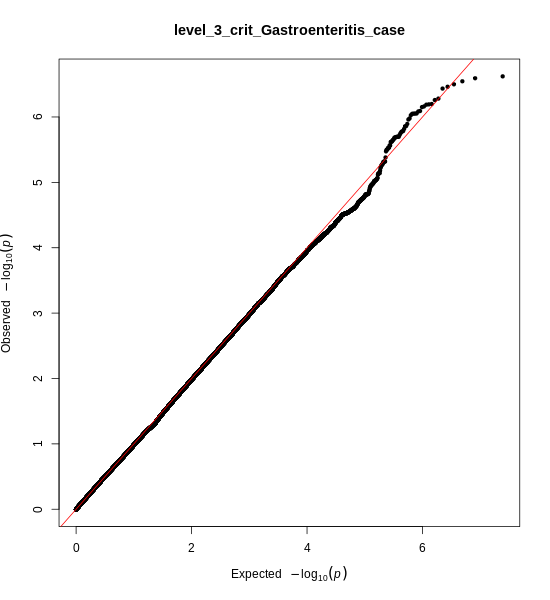 level_3_crit_Gastroenteritis_case
Observed −log10(p)
6
5
4
3
2
1
0
0 2 4 6
Expected −log10(p)